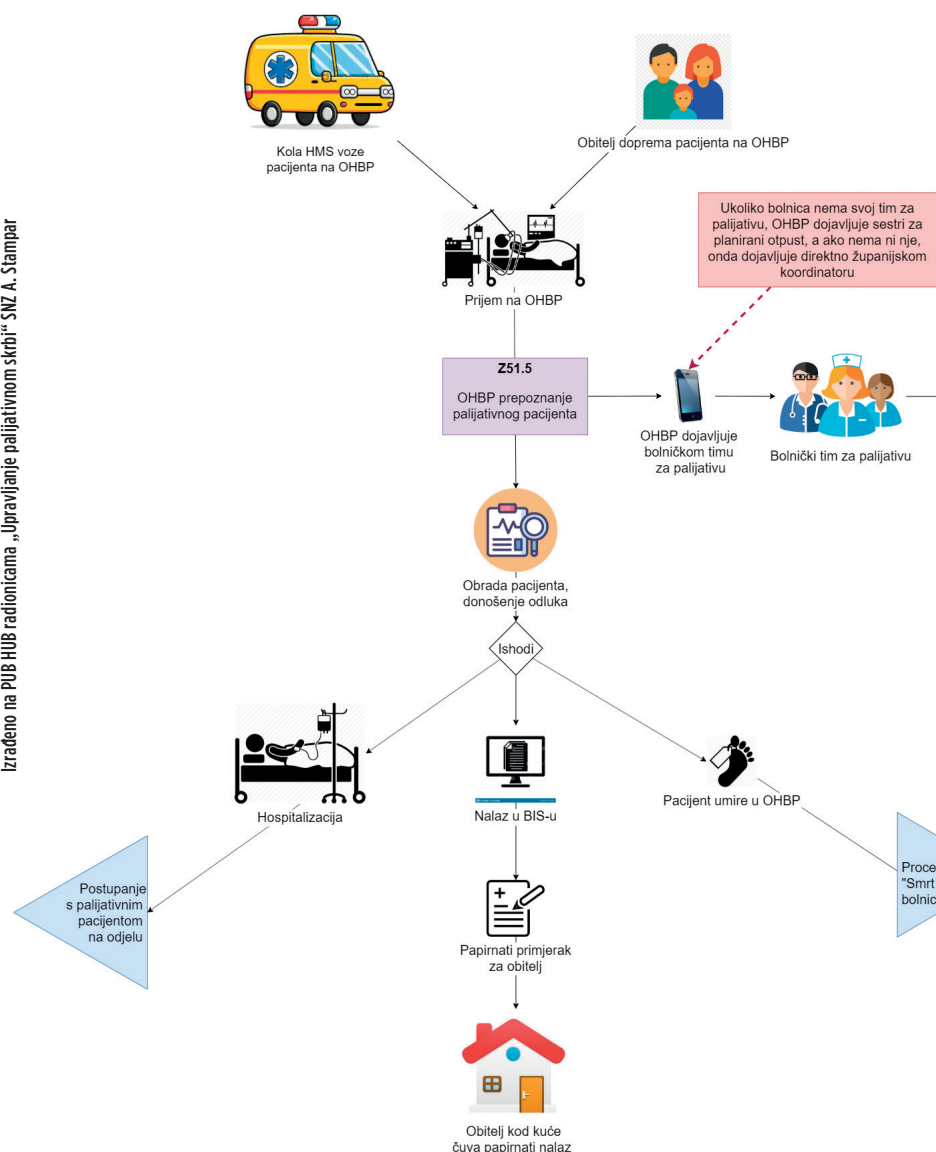 Izrađeno na PUB HUB radionicama „Upravljanje palijativnom skrbi“ SNZ A. Štampar
Kola HMS voze
pacijenta na OHBP
Obitelj doprema pacijenta na OHBP
Ukoliko bolnica nema svoj tim za
palijativu, OHBP dojavljuje sestri za
planirani otpust, a ako nema ni nje,
onda dojavljuje direktno županijskom
koordinatoru
Prijem na OHBP
Z51.5
OHBP prepoznanje
palijativnog pacijenta
OHBP dojavljuje
bolničkom timu
za palijativu
Bolnički tim za palijativu
Obrada pacijenta,
donošenje odluka
Ishodi
Hospitalizacija
Nalaz u BIS-u
Pacijent umire u OHBP
Postupanje
s palijativnim
pacijentom
na odjelu
Proce
"Smrt
bolnic
Papirnati primjerak
za obitelj
Obitelj kod kuće
čuva papirnati nalaz